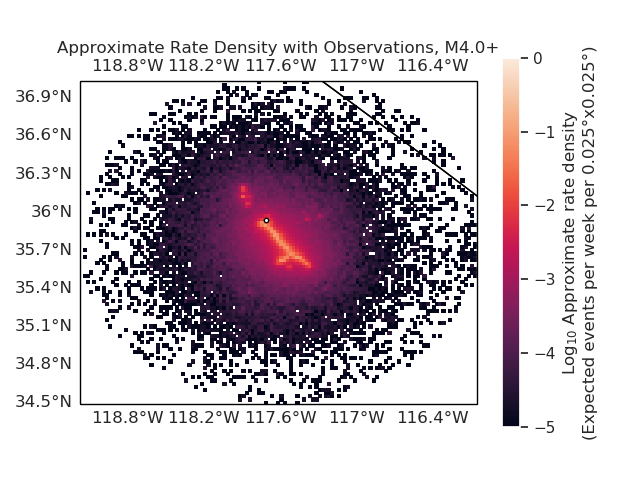 Approximate Rate Density with Observations, M4.0+
118.8°W 118.2°W 117.6°W 117°W 116.4°W
36.9°N
36.6°N
36.3°N
36°N
35.7°N
35.4°N
35.1°N
34.8°N
34.5°N
118.8°W 118.2°W 117.6°W 117°W 116.4°W
0
−1
−2
−3
−4
−5
Log10 Approximate rate density
(Expected events per week per 0.025°x0.025°)